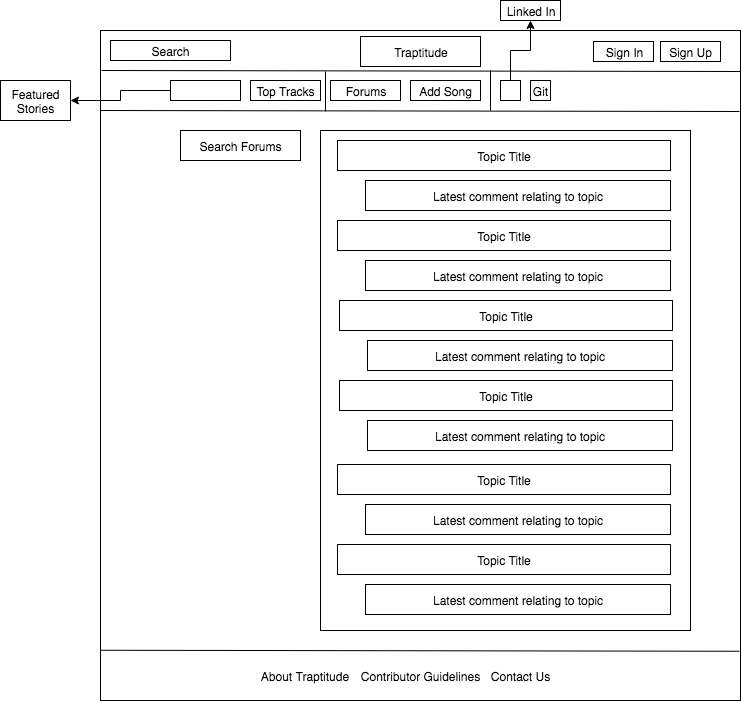 Linked In
Search
Traptitude
Sign In
Sign Up
Featured
Stories
Top Tracks
Forums
Add Song
Git
Search Forums
Topic Title
Latest comment relating to topic
Topic Title
Latest comment relating to topic
Topic Title
Latest comment relating to topic
Topic Title
Latest comment relating to topic
Topic Title
Latest comment relating to topic
Topic Title
Latest comment relating to topic
About Traptitude Contributor Guidelines Contact Us